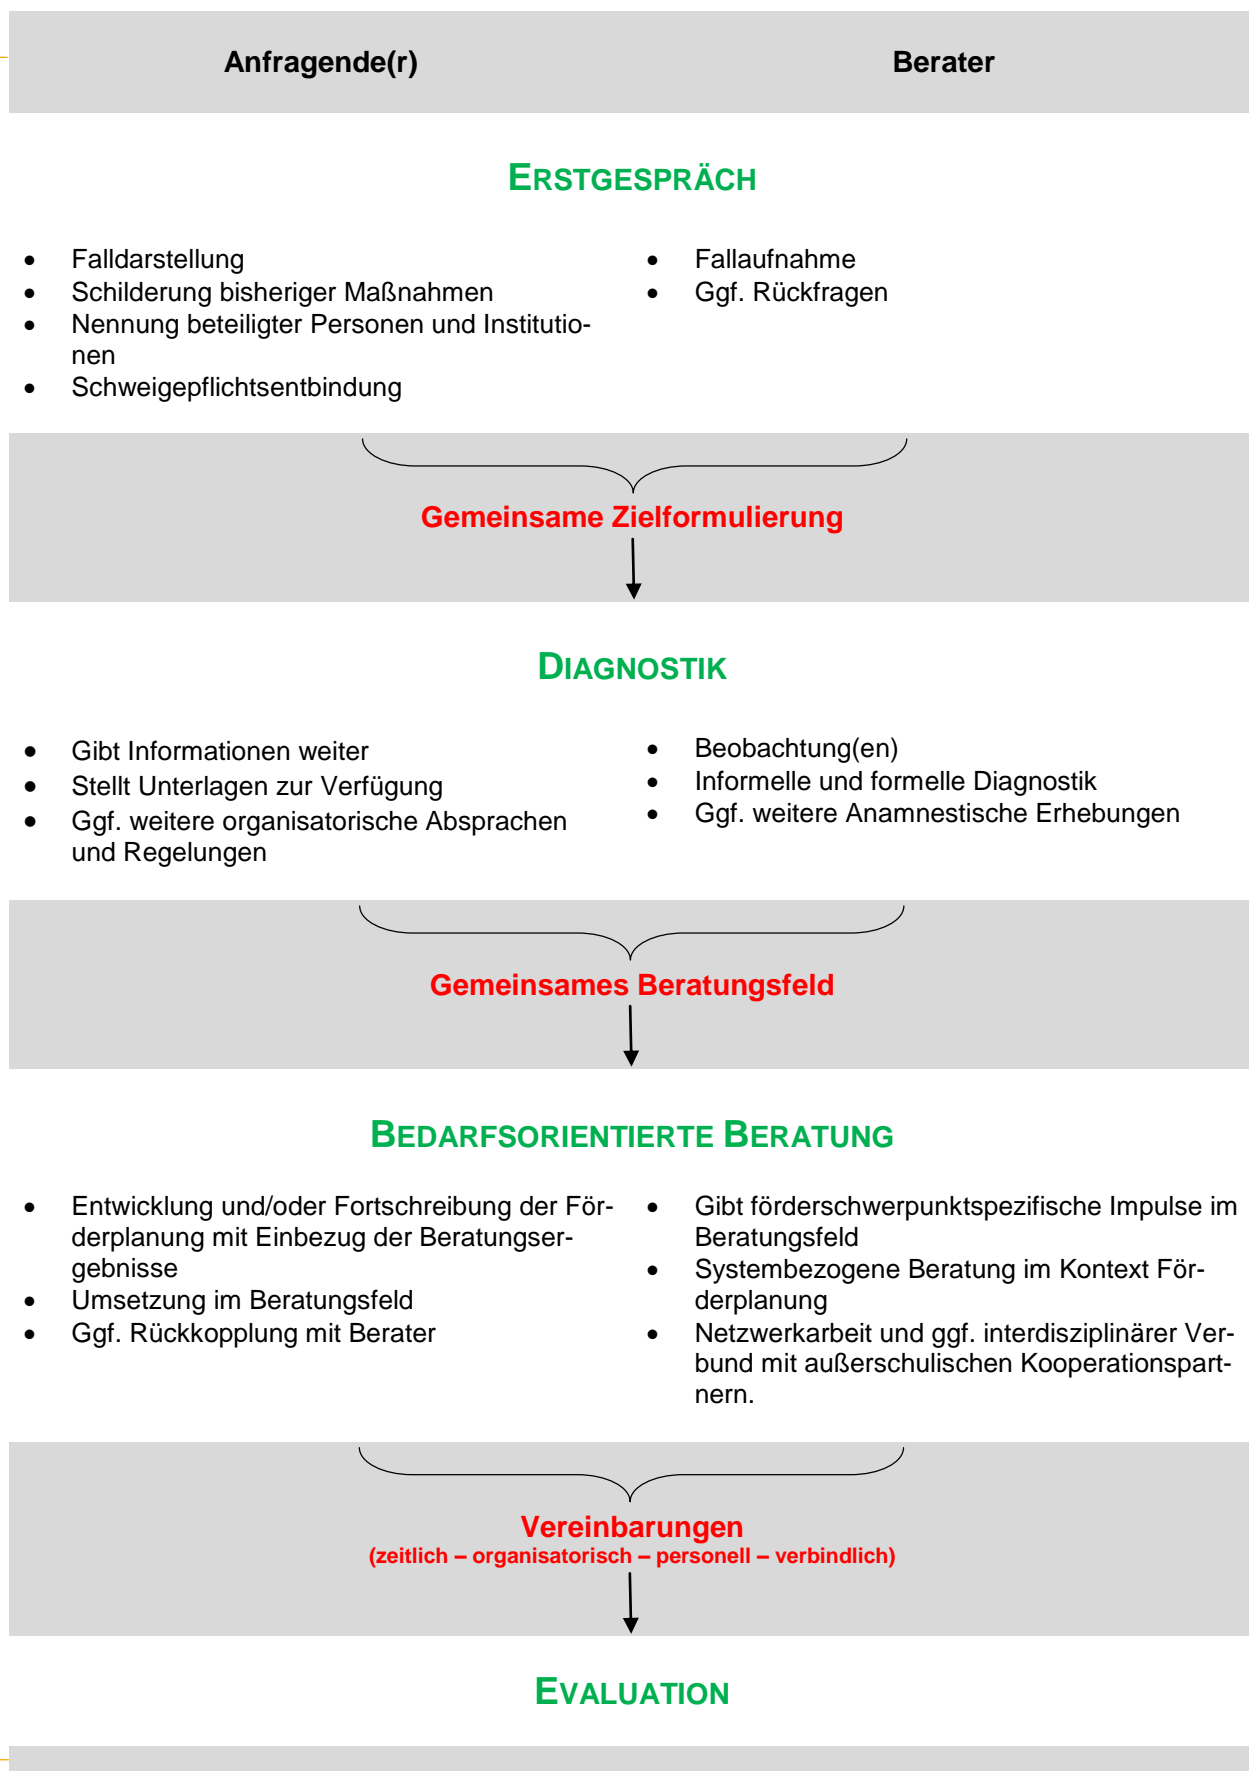 Anfragende(r)
Berater
ERSTGESPRÄCH
• Falldarstellung
• Schilderung bisheriger Maßnahmen
• Nennung beteiligter Personen und Institutio-
nen
• Schweigepflichtsentbindung
• Fallaufnahme
• Ggf. Rückfragen
Gemeinsame Zielformulierung
DIAGNOSTIK
• Gibt Informationen weiter
• Stellt Unterlagen zur Verfügung
• Ggf. weitere organisatorische Absprachen
und Regelungen
• Beobachtung(en)
• Informelle und formelle Diagnostik
• Ggf. weitere Anamnestische Erhebungen
Gemeinsames Beratungsfeld
BEDARFSORIENTIERTE BERATUNG
• Entwicklung und/oder Fortschreibung der För-
derplanung mit Einbezug der Beratungser-
gebnisse
• Umsetzung im Beratungsfeld
• Ggf. Rückkopplung mit Berater
• Gibt förderschwerpunktspezifische Impulse im
Beratungsfeld
• Systembezogene Beratung im Kontext För-
derplanung
• Netzwerkarbeit und ggf. interdisziplinärer Ver-
bund mit außerschulischen Kooperationspart-
nern.
Vereinbarungen
(zeitlich – organisatorisch – personell – verbindlich)
EVALUATION